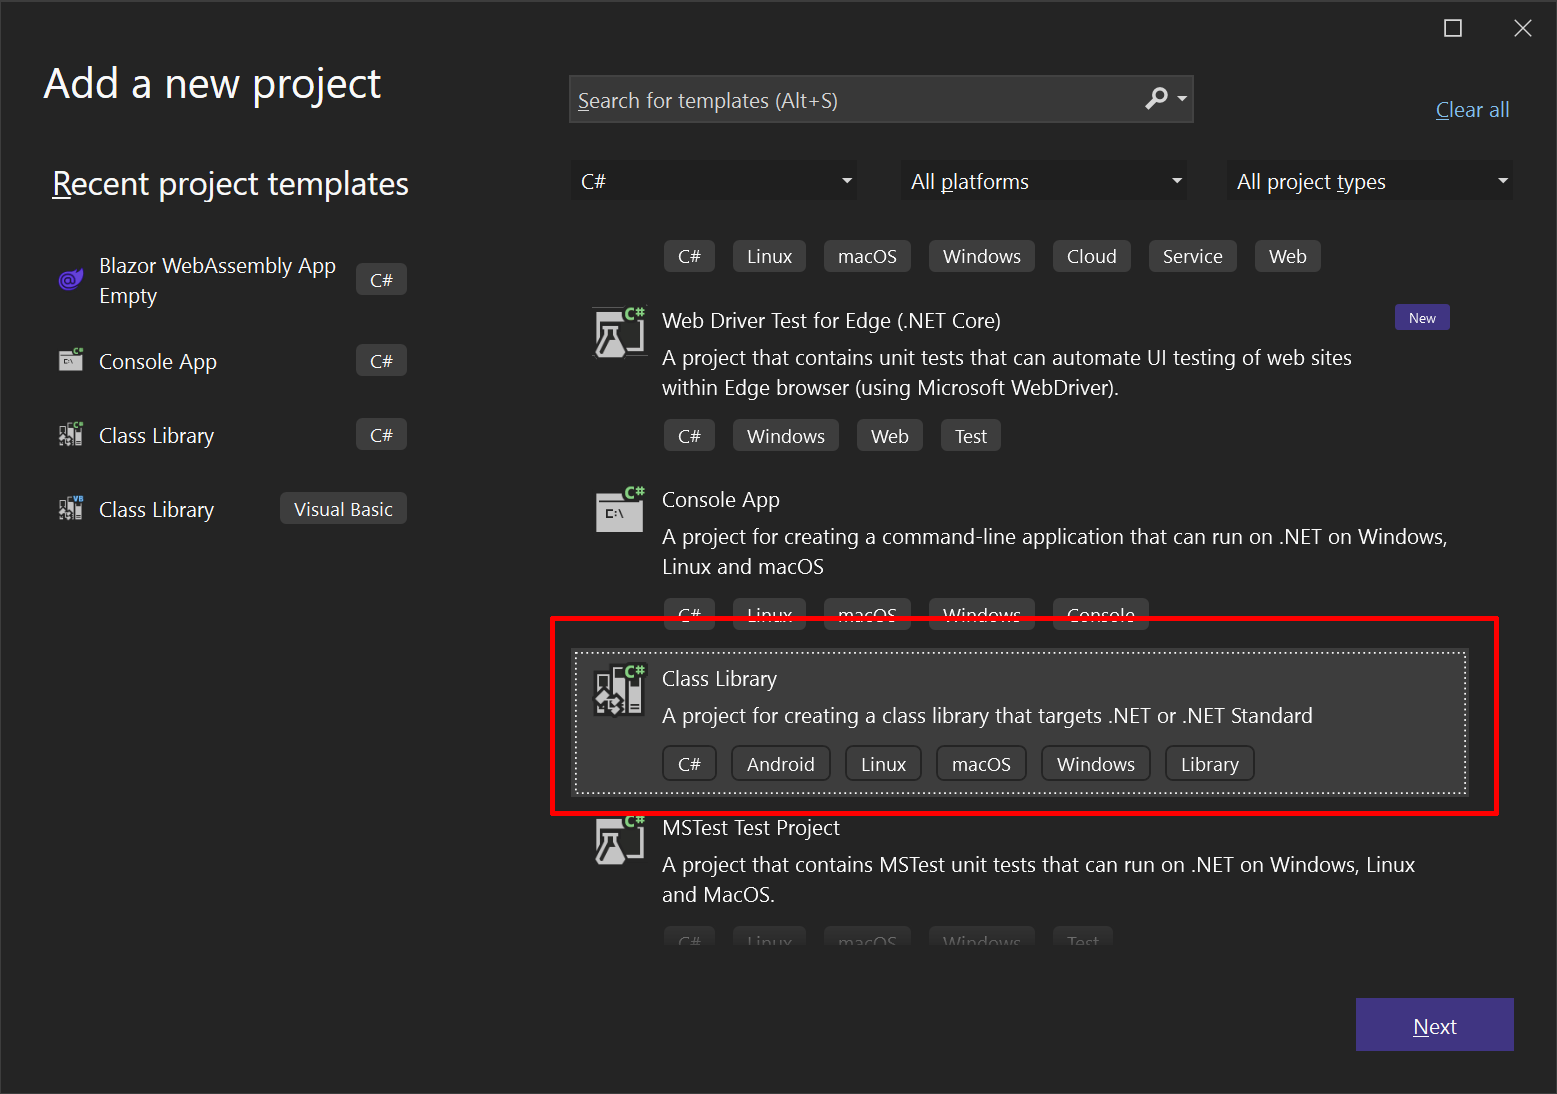 Add a new project
Search for templates (Alt+S)
Clear all
Recent project templates
C#
All platforms
All project types
Blazor WebAssembly App
Empty
C#
Console App
C#
Class Library
C#
Class Library
Visual Basic
C# Linux macOS Windows Cloud Service Web
Web Driver Test for Edge (.NET Core)
New
A project that contains unit tests that can automate UI testing of web sites
within Edge browser (using Microsoft WebDriver).
C# Windows Web Test
C#
C:\
Console App
A project for creating a command-line application that can run on .NET on Windows,
Linux and macOS
C# Linux macOS Windows Console
Class Library
A project for creating a class library that targets .NET or .NET Standard
C# Android Linux macOS Windows Library
MSTest Test Project
A project that contains MSTest unit tests that can run on .NET on Windows, Linux
and MacOS.
C# Linux macOS Windows Test
Next